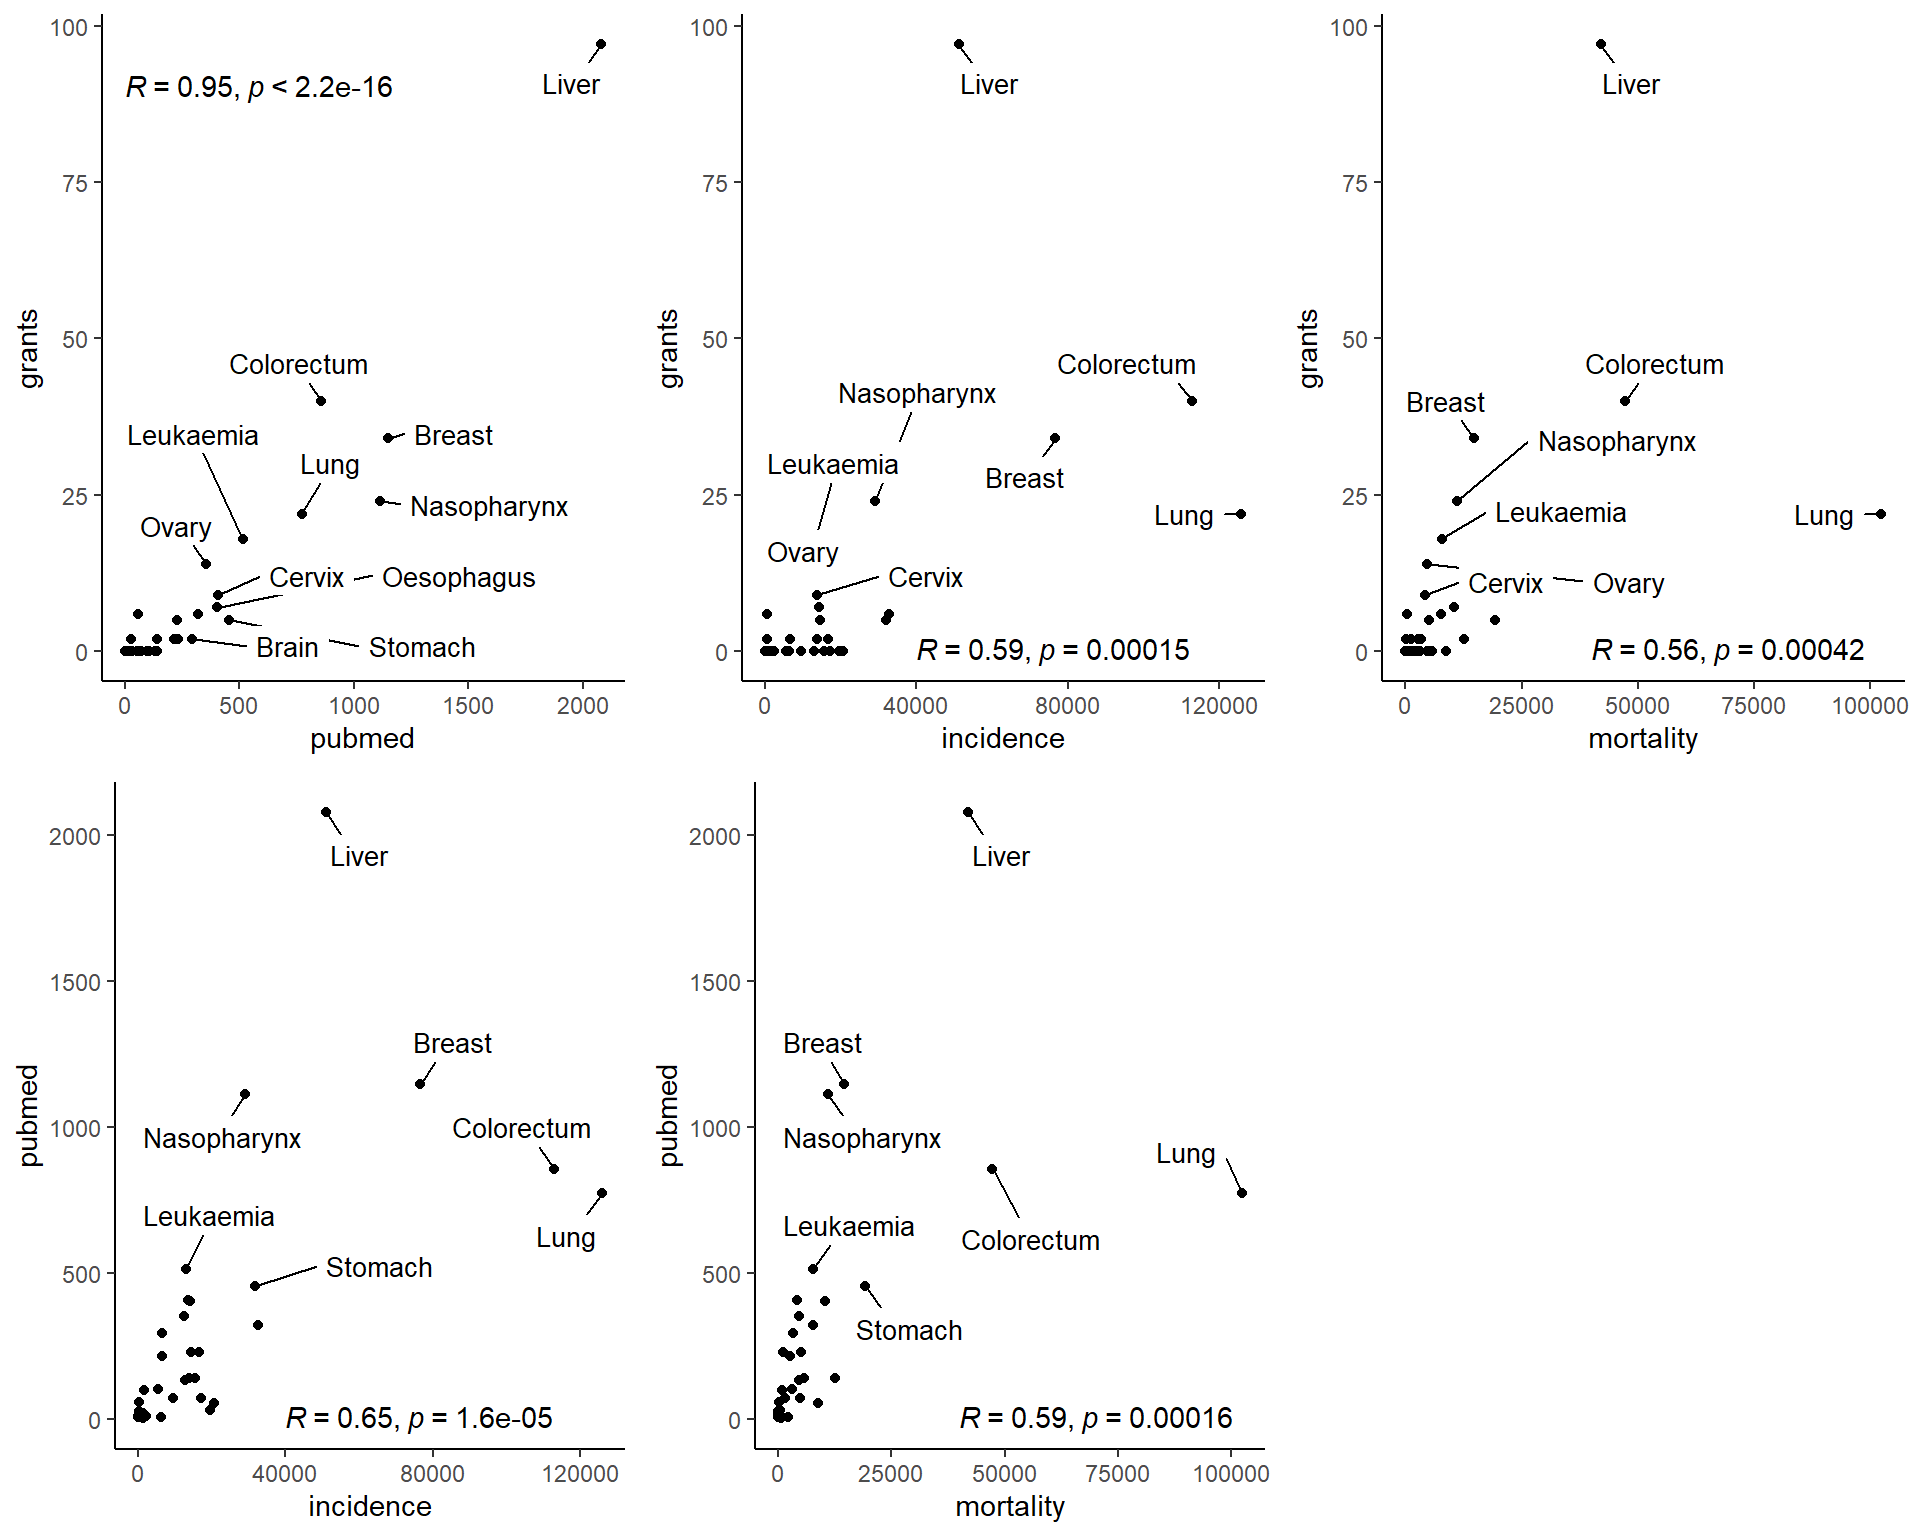 100
75
50
25
0
grants
R = 0.95, p < 2.2e-16
Liver
Colorectum
Leukaemia
Breast
Lung
Nasopharynx
Ovary
Cervix
Oesophagus
Brain
Stomach
0 500 1000 1500 2000
pubmed
100
75
50
25
0
grants
Liver
Colorectum
Nasopharynx
Leukaemia
Breast
Lung
Ovary
Cervix
R = 0.59, p = 0.00015
0 40000 80000 120000
incidence
100
75
50
25
0
grants
Liver
Colorectum
Breast
Nasopharynx
Leukaemia
Lung
Cervix
Ovary
R = 0.56, p = 0.00042
0 25000 50000 75000 100000
mortality
2000
1500
1000
500
0
pubmed
Liver
Breast
Colorectum
Nasopharynx
Leukaemia
Lung
Stomach
R = 0.65, p = 1.6e-05
0 40000 80000 120000
incidence
2000
1500
1000
500
0
pubmed
Liver
Breast
Nasopharynx
Lung
Leukaemia
Colorectum
Stomach
R = 0.59, p = 0.00016
0 25000 50000 75000 100000
mortality